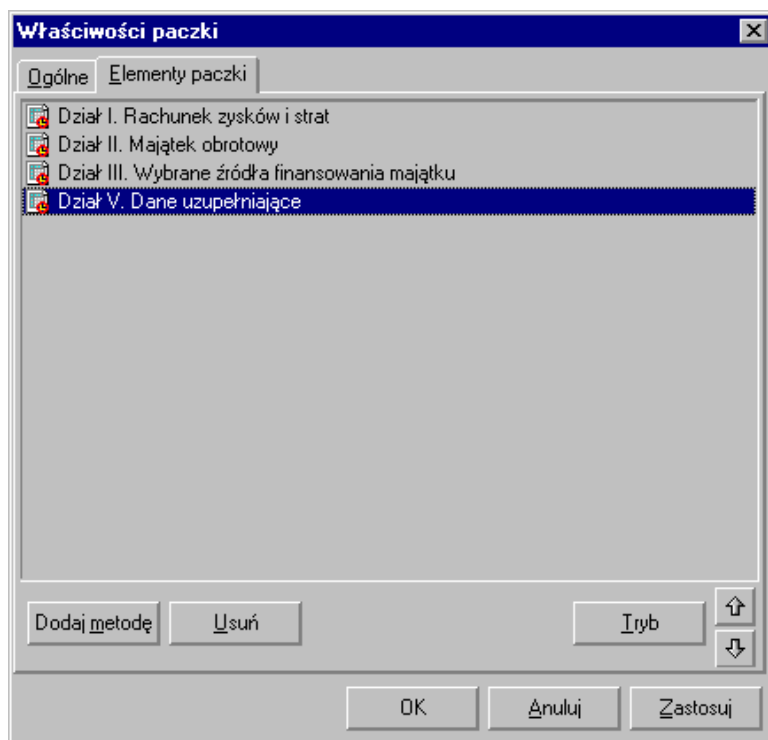 Właściwości paczki
Ogólne Elementy paczki
Dział I. Rachunek zysków i strat
Dział II. Majątek obrotowy
Dział III. Wybrane źródła finansowania majątku
Dział V. Dane uzupełniające
Dodaj metodę Usuń Tryb
OK Anuluj Zastosuj